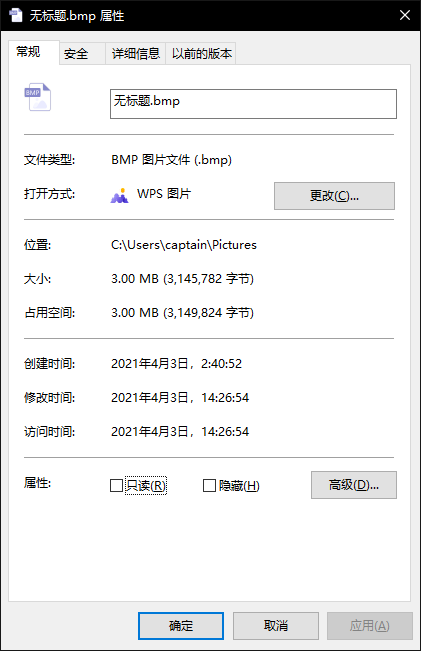 无标题.bmp 属性
常规 安全 详细信息 以前的版本
BMP
无标题.bmp
文件类型: BMP 图片文件 (.bmp)
打开方式: WPS 图片 更改(C)...
位置: C:\Users\captain\Pictures
大小: 3.00 MB (3,145,782 字节)
占用空间: 3.00 MB (3,149,824 字节)
创建时间: 2021年4月3日，2:40:52
修改时间: 2021年4月3日，14:26:54
访问时间: 2021年4月3日，14:26:54
属性: 只读(R) 隐藏(H) 高级(D)...
确定 取消 应用(A)